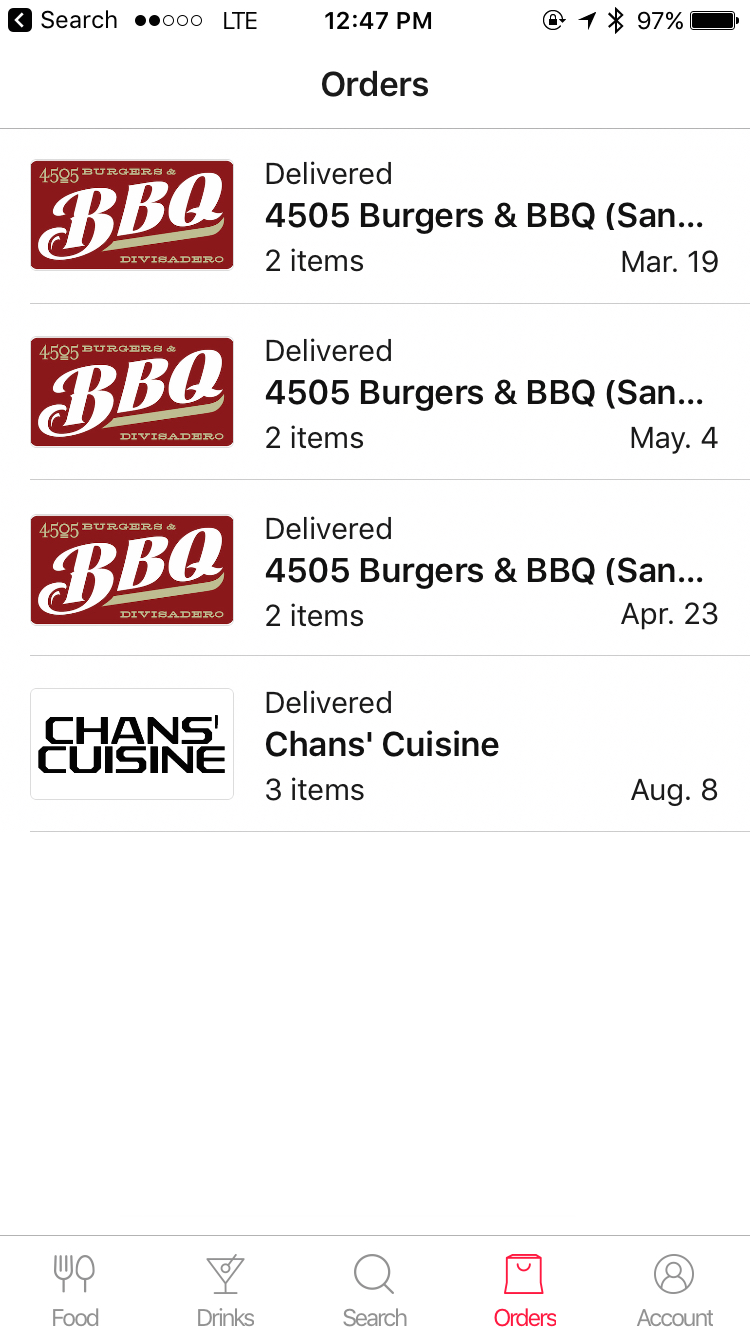 Search LTE 12:47 PM 97%
Orders
4505 BURGERS &
BBQ
DIVISADERO
Delivered
4505 Burgers & BBQ (San...
2 items Mar. 19
4505 BURGERS &
BBQ
DIVISADERO
Delivered
4505 Burgers & BBQ (San...
2 items May. 4
4505 BURGERS &
BBQ
DIVISADERO
Delivered
4505 Burgers & BBQ (San...
2 items Apr. 23
CHANS'
CUISINE
Delivered
Chans' Cuisine
3 items Aug. 8
Food Drinks Search Orders Account